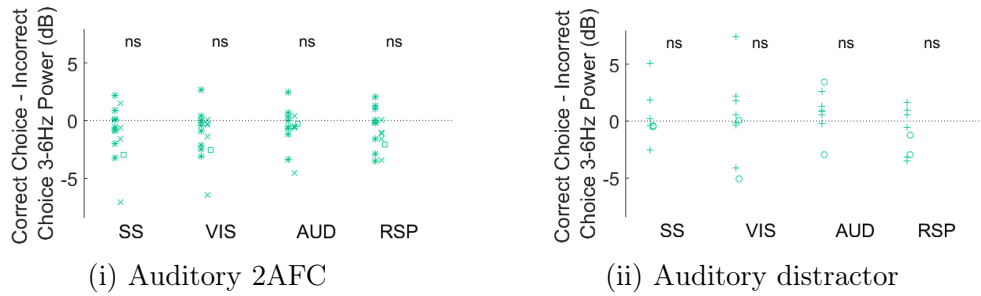 Correct Choice - Incorrect
Choice 3-6Hz Power (dB)
5
0
-5
ns ns ns ns
SS VIS AUD RSP
(i) Auditory 2AFC
Correct Choice - Incorrect
Choice 3-6Hz Power (dB)
5
0
-5
ns ns ns ns
SS VIS AUD RSP
(ii) Auditory distractor